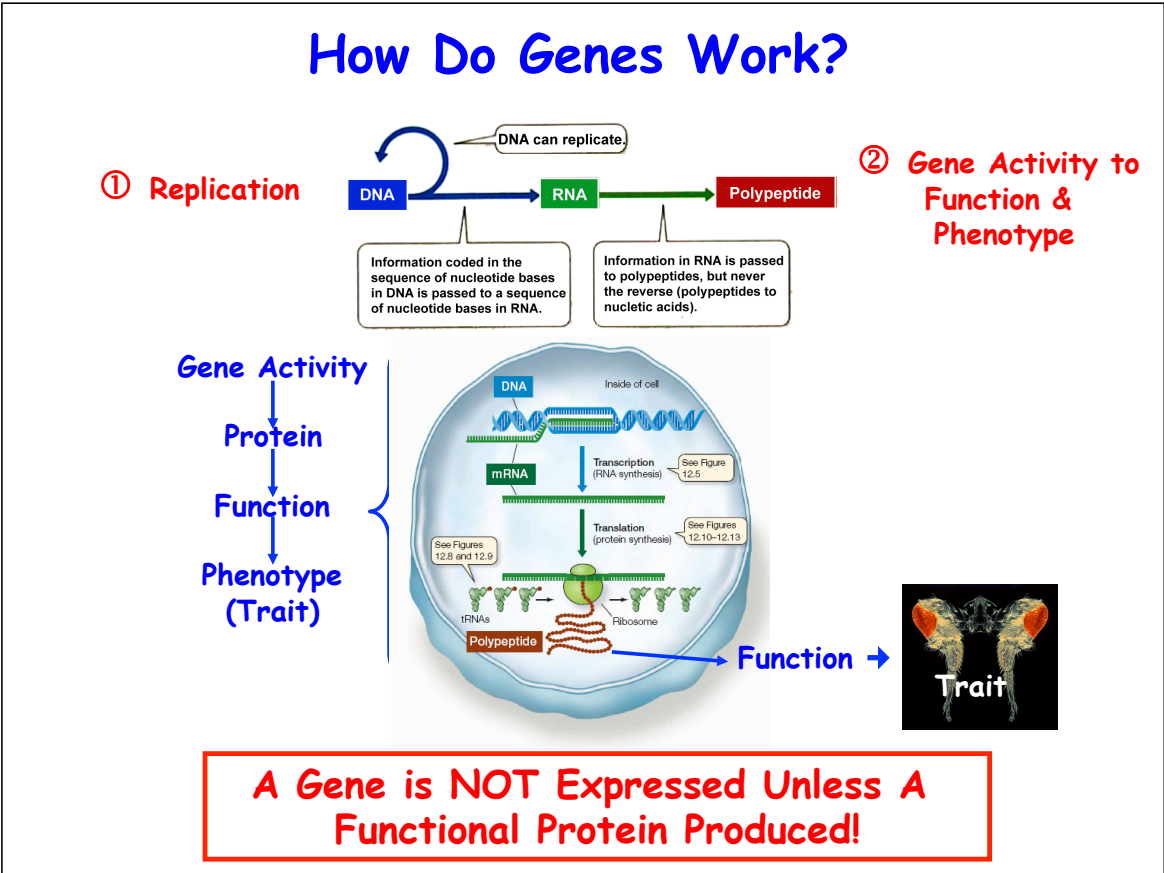 How Do Genes Work?
① Replication
DNA can replicate.
DNA
RNA
Polypeptide
② Gene Activity to
Function &
Phenotype
Information coded in the
sequence of nucleotide bases
in DNA is passed to a sequence
of nucleotide bases in RNA.
Information in RNA is passed
to polypeptides, but never
the reverse (polypeptides to
nucletic acids).
Gene Activity
Protein
Function
Phenotype
(Trait)
DNA
Inside of cell
mRNA
Transcription
(RNA synthesis)
See Figure
12.5
Translation
(protein synthesis)
See Figures
12.10–12.13
See Figures
12.8 and 12.9
tRNAs
Ribosome
Polypeptide
Function
Trait
A Gene is NOT Expressed Unless A
Functional Protein Produced!